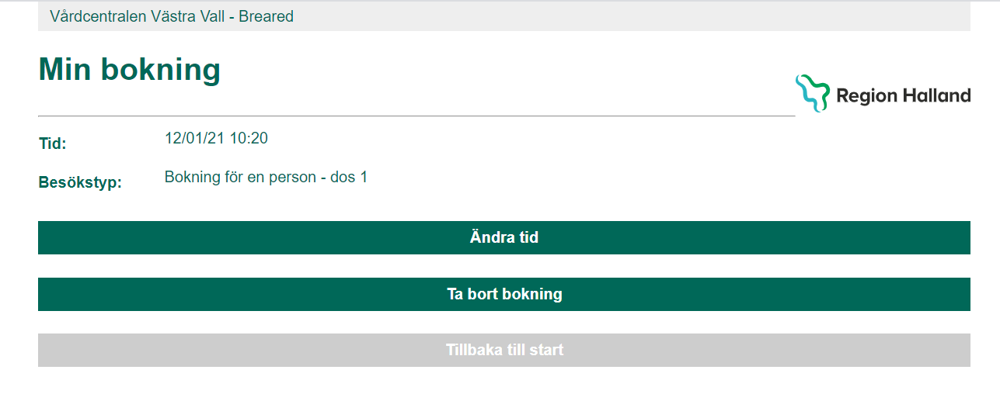 Vårdcentralen Västra Vall - Breared
Min bokning
Region Halland
Tid: 12/01/21 10:20
Besökstyp: Bokning för en person - dos 1
Ändra tid
Ta bort bokning
Tillbaka till start